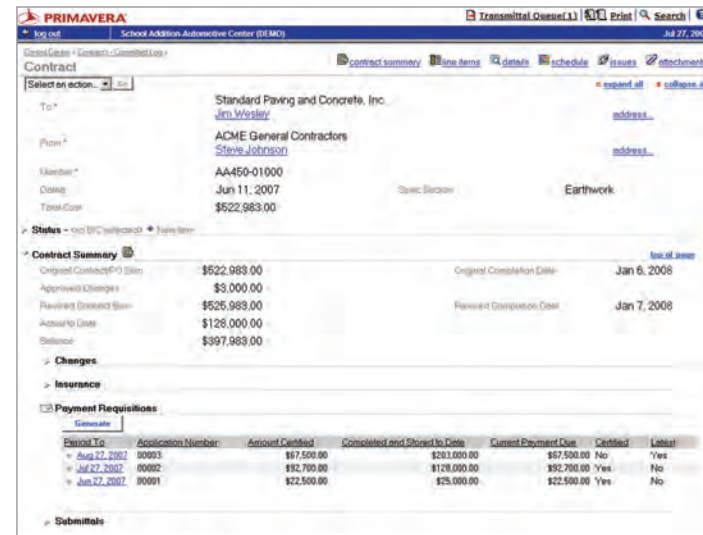 PRIMAVERA
Transmittal Queue(1) Print Search
log out School Addition-Automotive Center (DEMO) Jul 27, 200
Control Center > Contracts - Committed Log >
Contract
contract summary line items details schedule issues attachment
Select an action... Go
expand all collapse a
To* Standard Paving and Concrete, Inc.
Jim Wesley address...
From* ACME General Contractors
Steve Johnson address...
Number* AA450-01000
Dated Jun 11, 2007 Spec Section Earthwork
Total Cost $522,983.00
Status - (no BIC selected) New Item
Contract Summary top of page
Original Contract/PO Sum $522,983.00 Original Completion Date Jan 6, 2008
Approved Changes $3,000.00
Revised Contract Sum $525,983.00 Revised Completion Date Jan 7, 2008
Actual to Date $128,000.00
Balance $397,983.00
Changes
Insurance
Payment Requisitions
Generate
Period To Application Number Amount Certified Completed and Stored to Date Current Payment Due Certified Latest
Aug 27, 2007 00003 $67,500.00 $203,000.00 $67,500.00 No Yes
Jul 27, 2007 00002 $92,700.00 $128,000.00 $92,700.00 Yes No
Jun 27, 2007 00001 $22,500.00 $25,000.00 $22,500.00 Yes No
Submittals